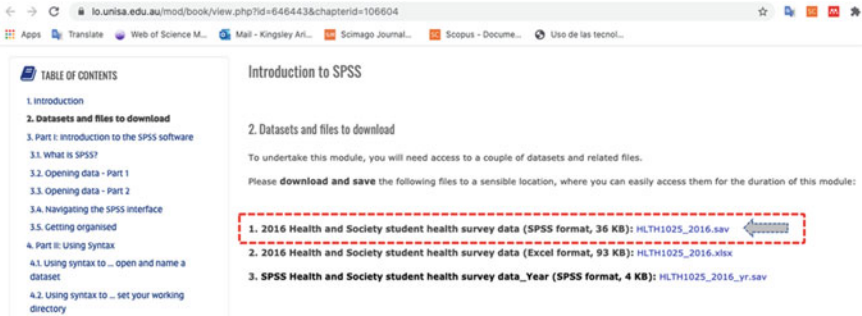 lo.unisa.edu.au/mod/book/view.php?id=646443&chapterid=106604
Apps Translate Web of Science M... Mail - Kingsley Ari... Scimago Journal... Scopus - Docume... Uso de las tecnol...
TABLE OF CONTENTS
1. Introduction
2. Datasets and files to download
3. Part I: Introduction to the SPSS software
3.1. What is SPSS?
3.2. Opening data - Part 1
3.3. Opening data - Part 2
3.4. Navigating the SPSS interface
3.5. Getting organised
4. Part II: Using Syntax
4.1. Using syntax to ... open and name a
dataset
4.2. Using syntax to ... set your working
directory
Introduction to SPSS
2. Datasets and files to download
To undertake this module, you will need access to a couple of datasets and related files.
Please download and save the following files to a sensible location, where you can easily access them for the duration of this module:
1. 2016 Health and Society student health survey data (SPSS format, 36 KB): HLTH1025_2016.sav
2. 2016 Health and Society student health survey data (Excel format, 93 KB): HLTH1025_2016.xlsx
3. SPSS Health and Society student health survey data_Year (SPSS format, 4 KB): HLTH1025_2016_yr.sav